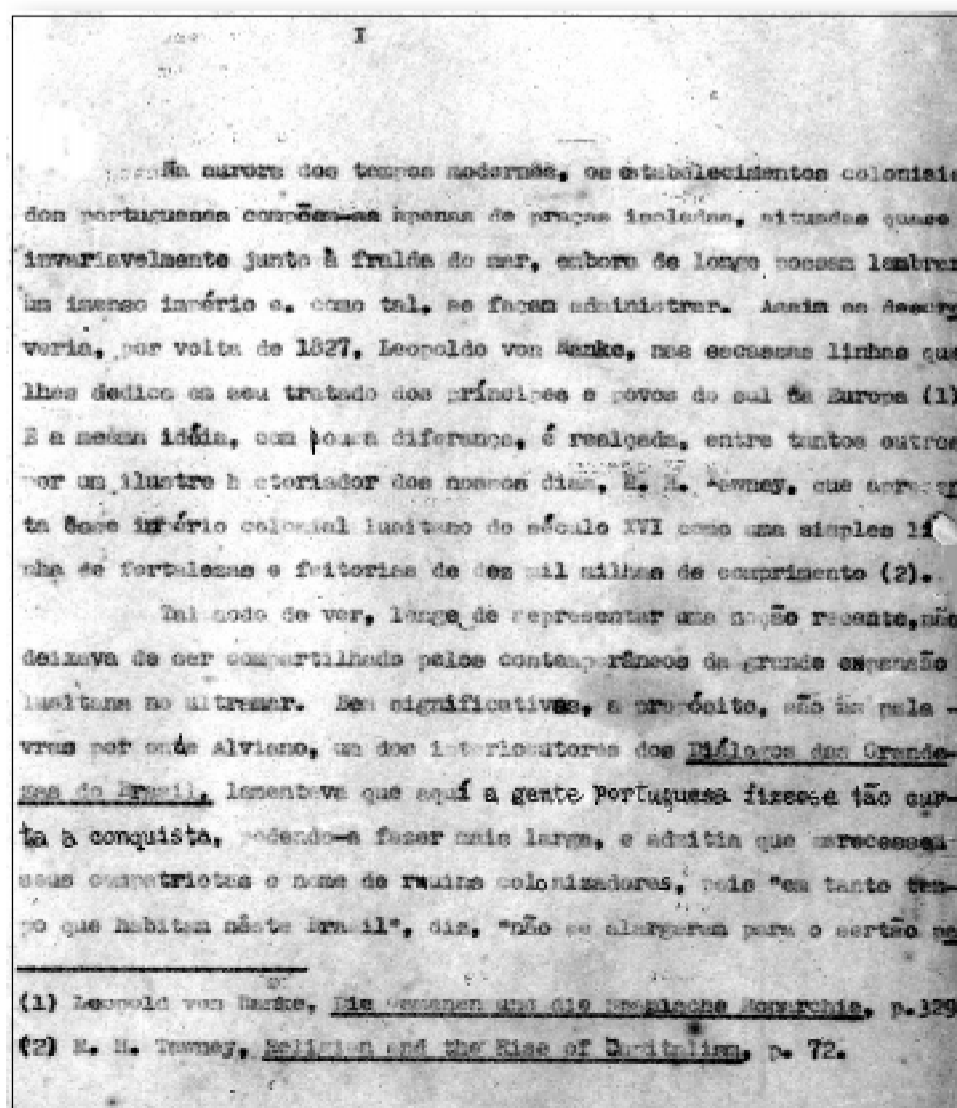 I
Na aurora dos tempos modernos, os estabelecimentos coloniais
dos portuguesês compõem-se apenas de praças isoladas, situadas quase
invariavelmente junto à fralda do mar, embora de longe possam lembrar
um imenso império e, como tal, se façam administrar. Assim os descre
veria, por volta de 1827, Leopoldo von Ranke, nas escassas linhas que
lhes dedica em seu tratado dos príncipes e povos do sul da Europa (1)
E a mesma idéia, com pouca diferença, é realçada, entre tantos outros
por um ilustre historiador dos nossos dias, R. H. Tawney, que apresen
ta êsse império colonial lusitano do século XVI como uma simples li
nha de fortalezas e feitorias de dez mil milhas de comprimento (2).
Tal modo de ver, longe de representar uma noção recente, não
deixava de ser compartilhado pelos contemporâneos da grande expansão
lusitana no ultramar. Bem significativas, a propósito, são as pala -
vras por onde Alviano, um dos interlocutores dos Diálogos das Grande-
zas do Brasil, lamentava que aquí a gente portuguesa fizesse tão cur-
ta a conquista, podendo-a fazer mais larga, e admitia que merecessem
seus compatriotas o nome de ruins colonizadores, pois "em tanto tem-
po que habitam nêste Brasil", diz, "não se alargaram para o sertão pa
(1) Leopold von Ranke, Die Osmanen und die Spanische Monarchie, p.329
(2) R. H. Tawney, Religion and the Rise of Capitalism, p. 72.